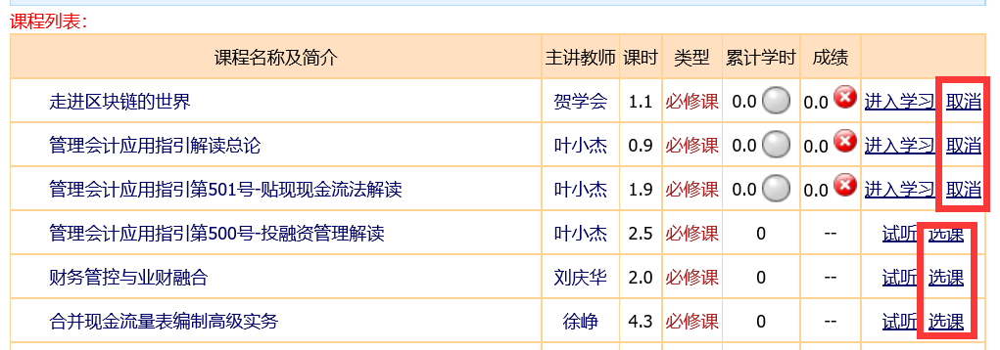 课程列表：
课程名称及简介 主讲教师 课时 类型 累计学时 成绩
走进区块链的世界 贺学会 1.1 必修课 0.0 0.0 进入学习 取消
管理会计应用指引解读总论 叶小杰 0.9 必修课 0.0 0.0 进入学习 取消
管理会计应用指引第501号-贴现现金流法解读 叶小杰 1.9 必修课 0.0 0.0 进入学习 取消
管理会计应用指引第500号-投融资管理解读 叶小杰 2.5 必修课 0 -- 试听 选课
财务管控与业财融合 刘庆华 2.0 必修课 0 -- 试听 选课
合并现金流量表编制高级实务 徐峥 4.3 必修课 0 -- 试听 选课